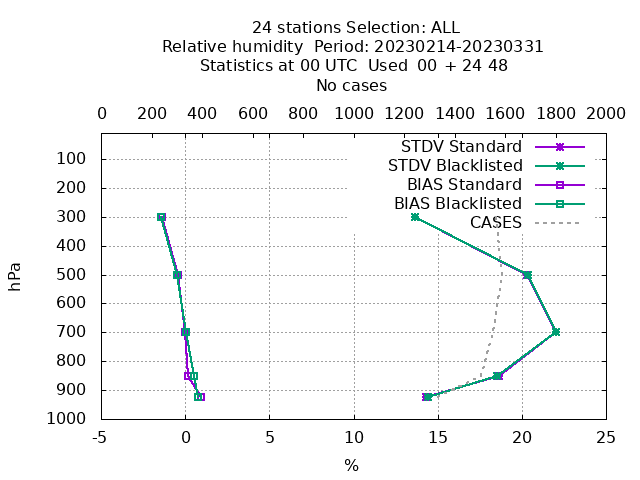 24 stations Selection: ALL
Relative humidity  Period: 20230214-20230331
Statistics at 00 UTC  Used  00 + 24 48
No cases
0 200 400 600 800 1000 1200 1400 1600 1800 2000
STDV Standard
STDV Blacklisted
BIAS Standard
BIAS Blacklisted
CASES
100
200
300
400
500
600
700
800
900
1000
hPa
-5 0 5 10 15 20 25
%